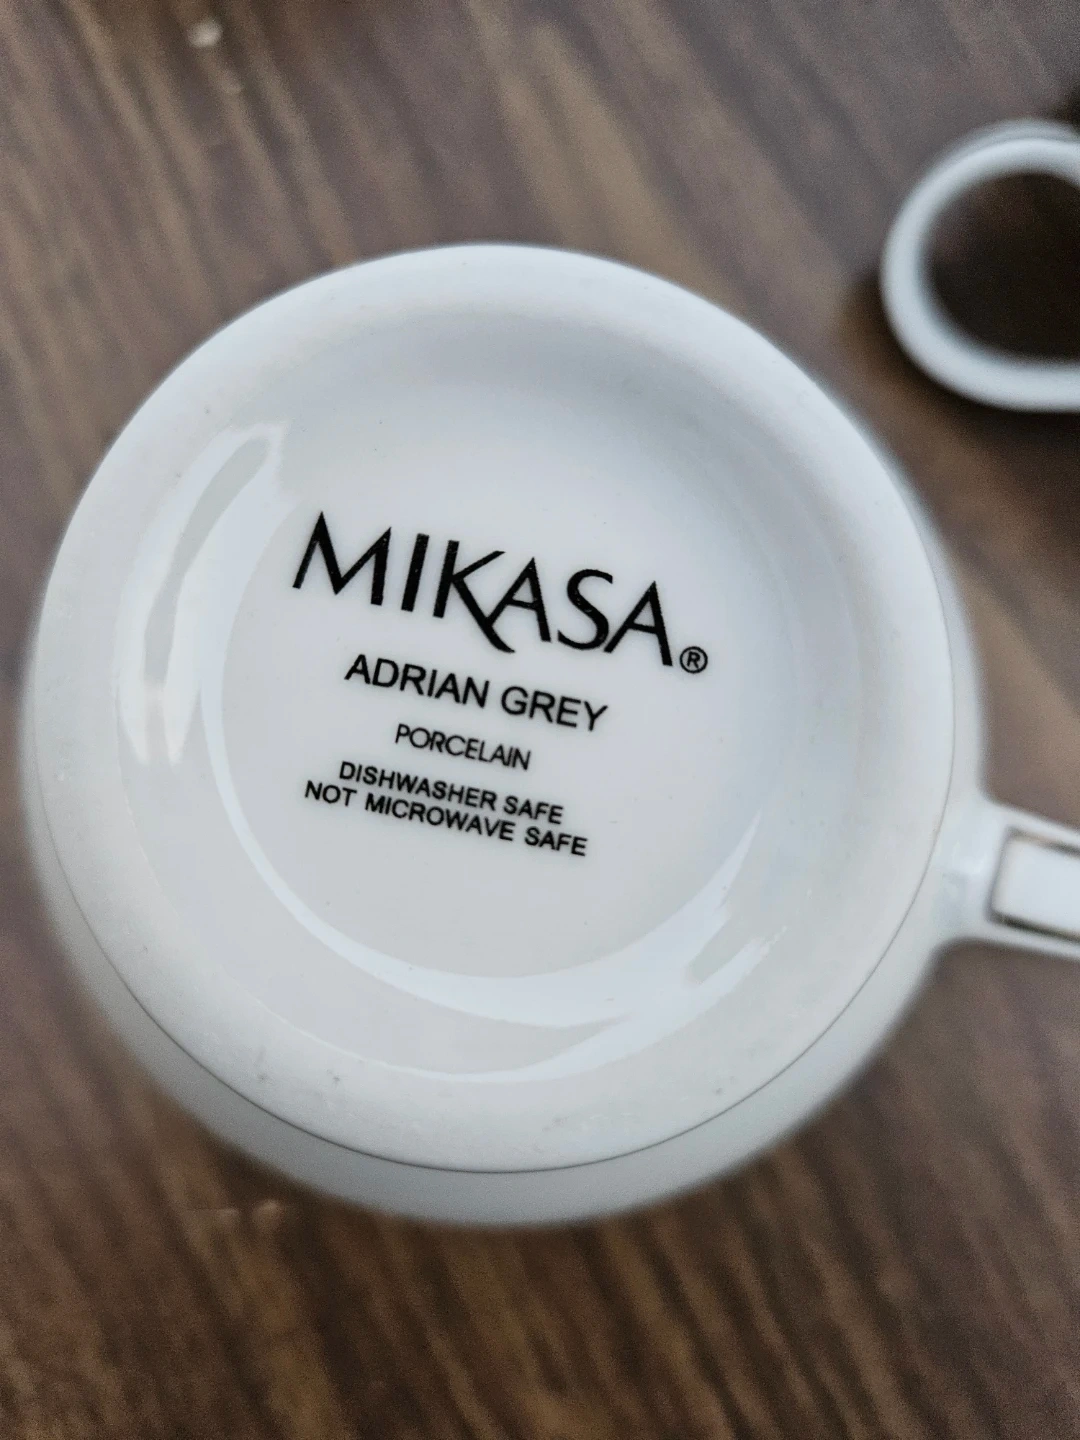 MIKASA®
ADRIAN GREY
PORCELAIN
DISHWASHER SAFE
NOT MICROWAVE SAFE